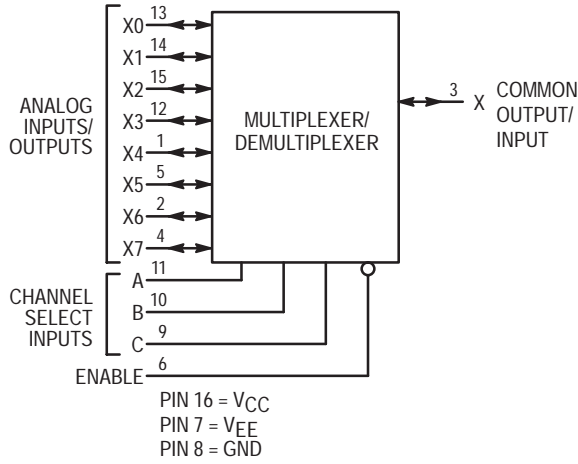 X0 13
X1 14
X2 15
X3 12
X4 1
X5 5
X6 2
X7 4
ANALOG
INPUTS/
OUTPUTS
MULTIPLEXER/
DEMULTIPLEXER
3 X COMMON
OUTPUT/
INPUT
A 11
B 10
C 9
CHANNEL
SELECT
INPUTS
ENABLE 6
PIN 16 = VCC
PIN 7 = VEE
PIN 8 = GND